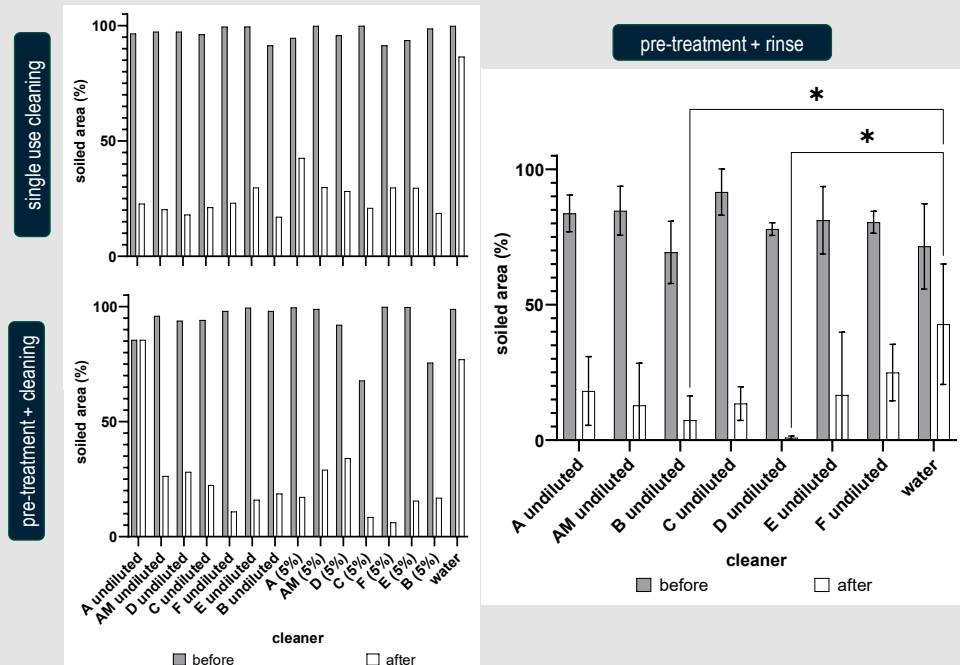 single use cleaning
soiled area (%)
100
50
0
pre-treatment + cleaning
soiled area (%)
100
50
0
A undiluted
AM undiluted
D undiluted
C undiluted
F undiluted
E undiluted
B undiluted
A (5%)
AM (5%)
D (5%)
C (5%)
F (5%)
E (5%)
B (5%)
water
cleaner
before
after
pre-treatment + rinse
*
*
soiled area (%)
100
50
0
A undiluted
AM undiluted
B undiluted
C undiluted
D undiluted
E undiluted
F undiluted
water
cleaner
before
after